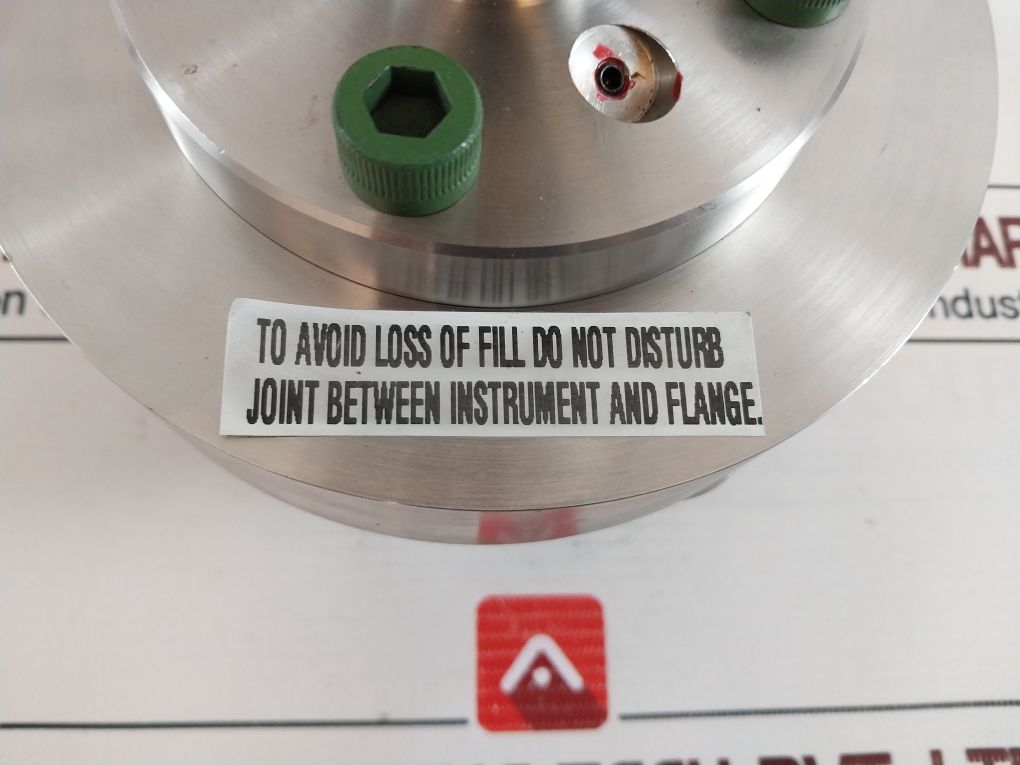 TO AVOID LOSS OF FILL DO NOT DISTURB
JOINT BETWEEN INSTRUMENT AND FLANGE.